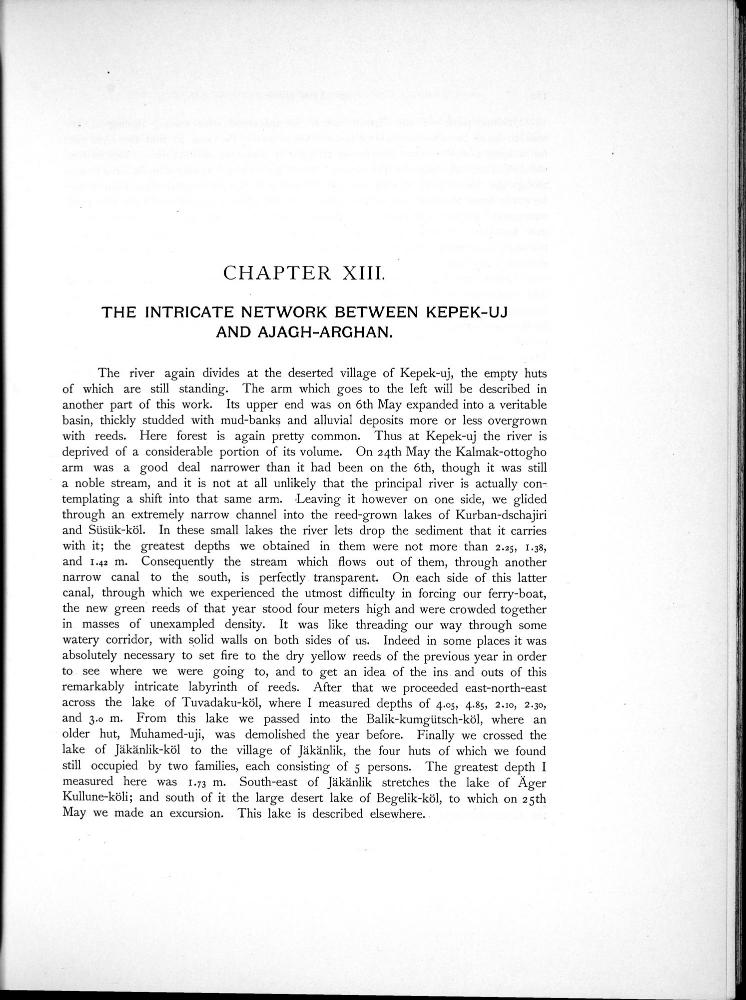 CHAPTER XIII.
THE INTRICATE NETWORK BETWEEN KEPEK-UJ
AND AJAGH-ARGHAN.
The river again divides at the deserted village of Kepek-uj, the empty huts
of which are still standing. The arm which goes to the left will be described in
another part of this work. Its upper end was on 6th May expanded into a veritable
basin, thickly studded with mud-banks and alluvial deposits more or less overgrown
with reeds. Here forest is again pretty common. Thus at Kepek-uj the river is
deprived of a considerable portion of its volume. On 24th May the Kalmak-ottogho
arm was a good deal narrower than it had been on the 6th, though it was still
a noble stream, and it is not at all unlikely that the principal river is actually con-
templating a shift into that same arm. Leaving it however on one side, we glided
through an extremely narrow channel into the reed-grown lakes of Kurban-dschajiri
and Süsük-köl. In these small lakes the river lets drop the sediment that it carries
with it; the greatest depths we obtained in them were not more than 2.25, 1.38,
and 1.42 m. Consequently the stream which flows out of them, through another
narrow canal to the south, is perfectly transparent. On each side of this latter
canal, through which we experienced the utmost difficulty in forcing our ferry-boat,
the new green reeds of that year stood four meters high and were crowded together
in masses of unexampled density. It was like threading our way through some
watery corridor, with solid walls on both sides of us. Indeed in some places it was
absolutely necessary to set fire to the dry yellow reeds of the previous year in order
to see where we were going to, and to get an idea of the ins and outs of this
remarkably intricate labyrinth of reeds. After that we proceeded east-north-east
across the lake of Tuvadaku-köl, where I measured depths of 4.05, 4.85, 2.10, 2.30,
and 3.0 m. From this lake we passed into the Balik-kumgütsch-köl, where an
older hut, Muhamed-uji, was demolished the year before. Finally we crossed the
lake of Jäkänlik-köl to the village of Jäkänlik, the four huts of which we found
still occupied by two families, each consisting of 5 persons. The greatest depth I
measured here was 1.73 m. South-east of Jäkänlik stretches the lake of Äger
Kullune-köli; and south of it the large desert lake of Begelik-köl, to which on 25th
May we made an excursion. This lake is described elsewhere.